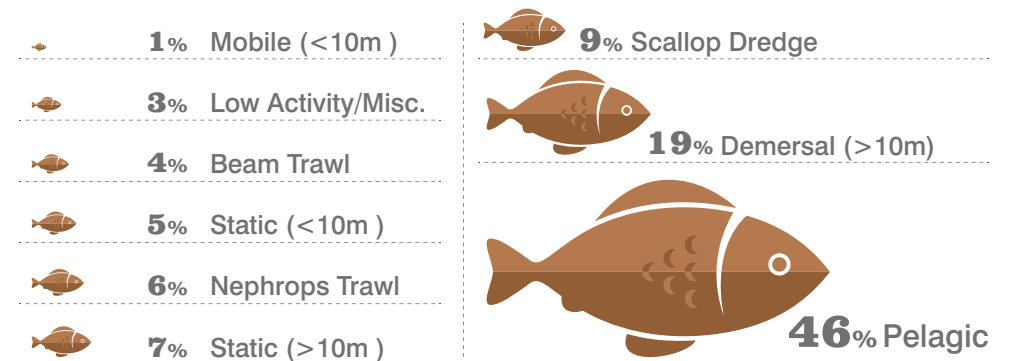 1% Mobile (<10m )
3% Low Activity/Misc.
4% Beam Trawl
5% Static (<10m )
6% Nephrops Trawl
7% Static (>10m )
9% Scallop Dredge
19% Demersal (>10m)
46% Pelagic